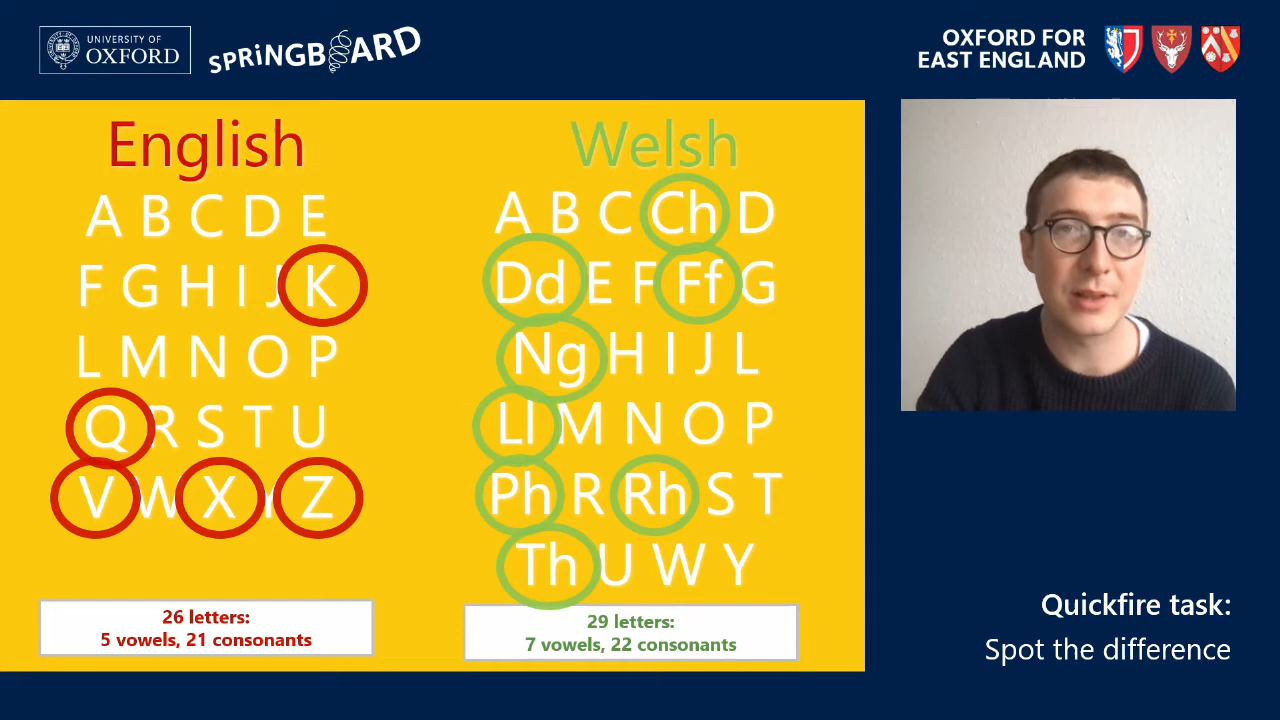 UNIVERSITY OF
OXFORD
SPRiNGBOARD
OXFORD FOR
EAST ENGLAND
English
A B C D E
F G H I J K
L M N O P
Q R S T U
V W X Y Z
26 letters:
5 vowels, 21 consonants
Welsh
A B C Ch D
Dd E F Ff G
Ng H I J L
Ll M N O P
Ph R Rh S T
Th U W Y
29 letters:
7 vowels, 22 consonants
Quickfire task:
Spot the difference